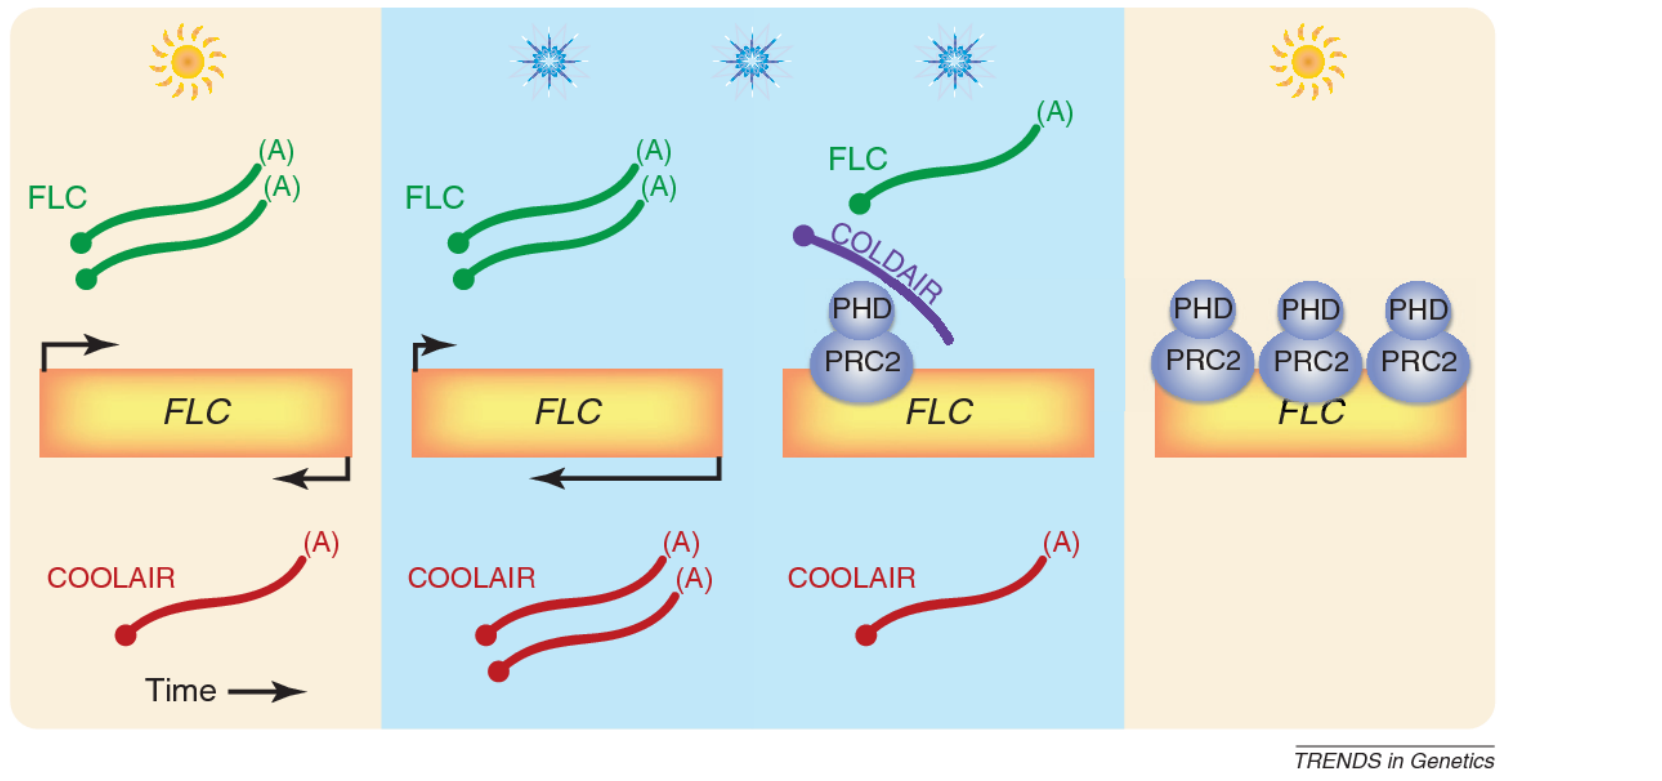 (A)
(A)
FLC
FLC
COOLAIR
(A)
Time
(A)
(A)
FLC
FLC
COOLAIR
(A)
(A)
(A)
FLC
COLDAIR
PHD
PRC2
FLC
COOLAIR
(A)
PHD
PHD
PHD
PRC2
PRC2
PRC2
FLC
TRENDS in Genetics